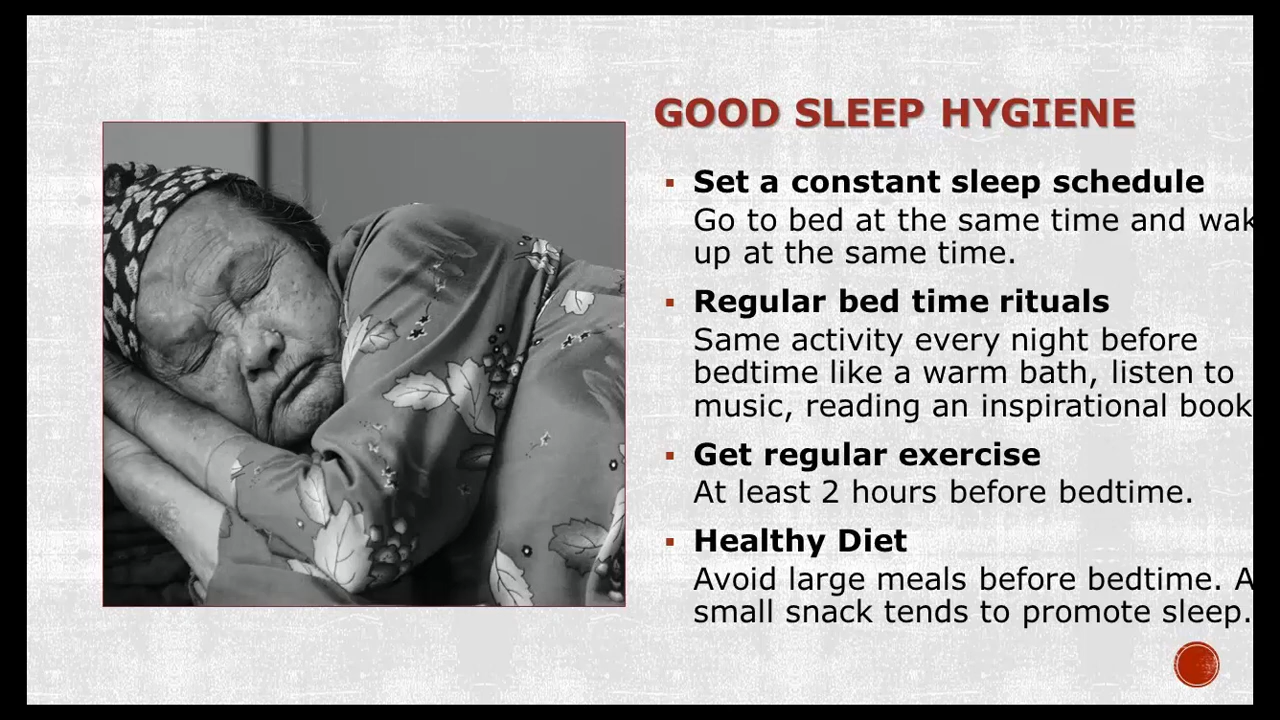 GOOD SLEEP HYGIENE
▪ Set a constant sleep schedule
Go to bed at the same time and wak
up at the same time.
▪ Regular bed time rituals
Same activity every night before
bedtime like a warm bath, listen to
music, reading an inspirational book
▪ Get regular exercise
At least 2 hours before bedtime.
▪ Healthy Diet
Avoid large meals before bedtime. A
small snack tends to promote sleep.